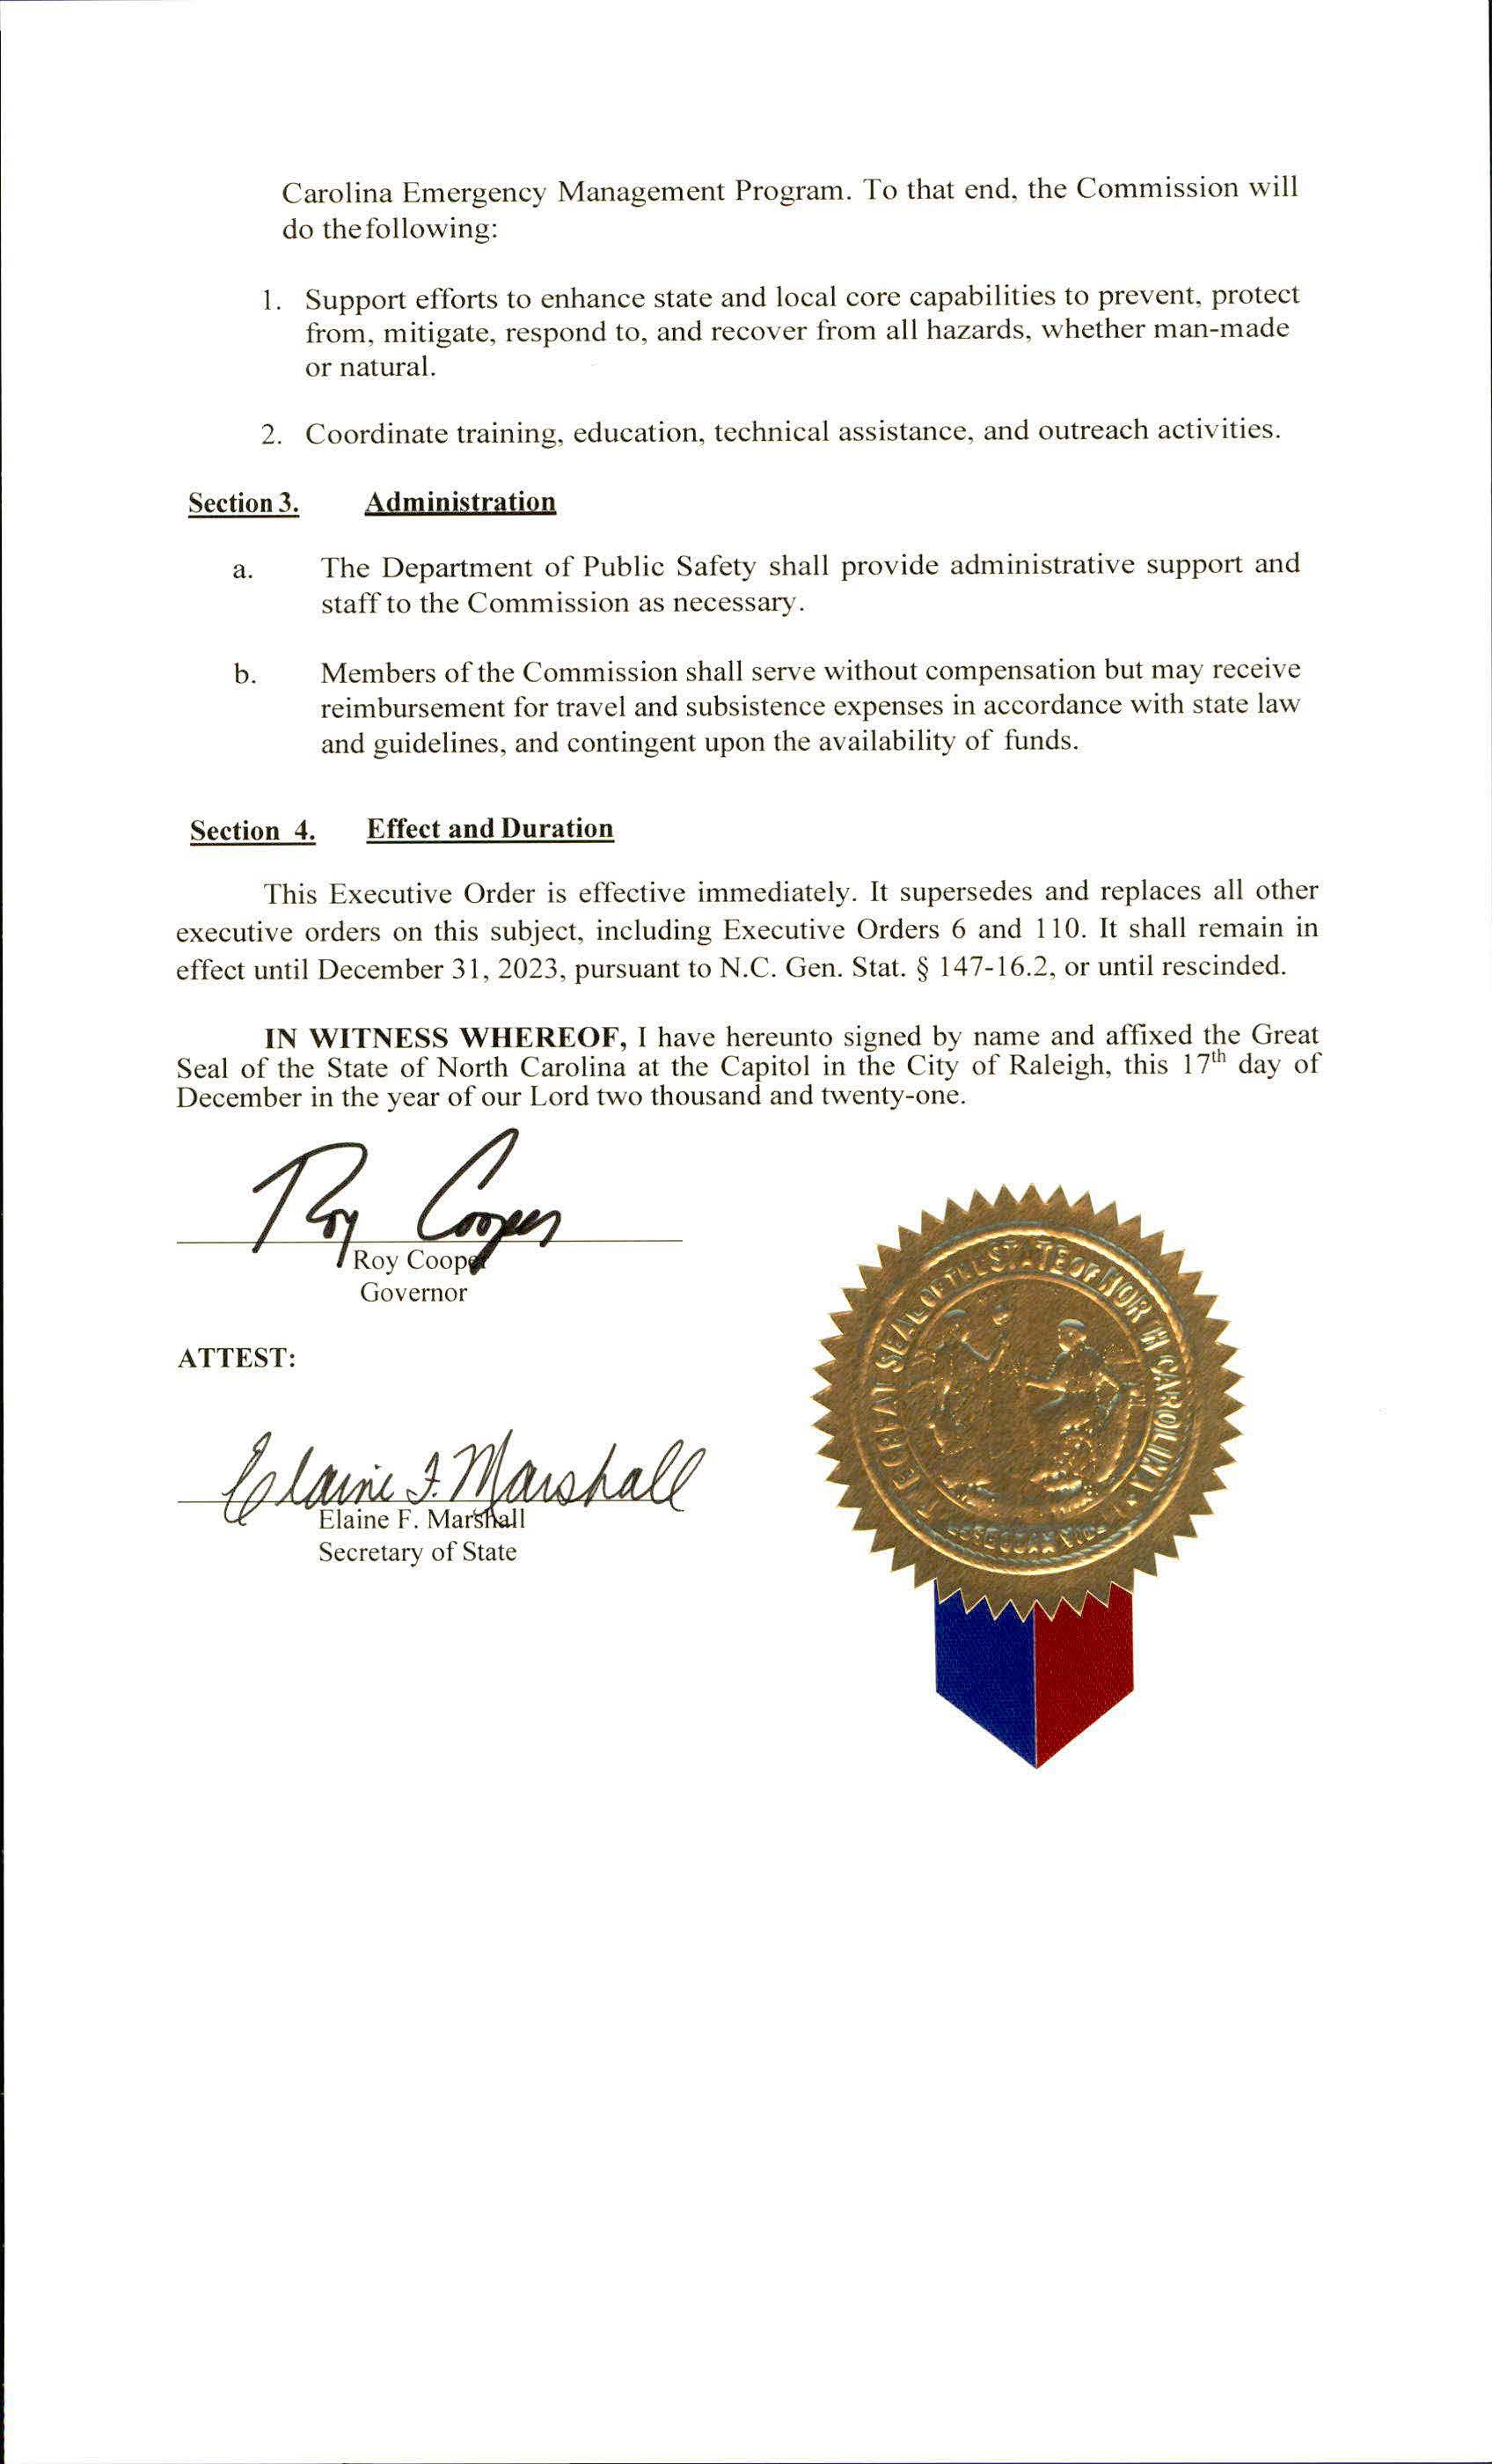 Carolina Emergency Management Program. To that end, the Commission will
do the following:
1. Support efforts to enhance state and local core capabilities to prevent, protect
from, mitigate, respond to, and recover from all hazards, whether man-made
or natural.
2. Coordinate training, education, technical assistance, and outreach activities.
Section 3. Administration
a. The Department of Public Safety shall provide administrative support and
staff to the Commission as necessary.
b. Members of the Commission shall serve without compensation but may receive
reimbursement for travel and subsistence expenses in accordance with state law
and guidelines, and contingent upon the availability of funds.
Section 4. Effect and Duration
This Executive Order is effective immediately. It supersedes and replaces all other
executive orders on this subject, including Executive Orders 6 and 110. It shall remain in
effect until December 31, 2023, pursuant to N.C. Gen. Stat. § 147-16.2, or until rescinded.
IN WITNESS WHEREOF, I have hereunto signed by name and affixed the Great
Seal of the State of North Carolina at the Capitol in the City of Raleigh, this 17th day of
December in the year of our Lord two thousand and twenty-one.
Roy Cooper
Roy Cooper
Governor
ATTEST:
Elaine F. Marshall
Elaine F. Marshall
Secretary of State
THE GREAT SEAL OF THE STATE OF NORTH CAROLINA